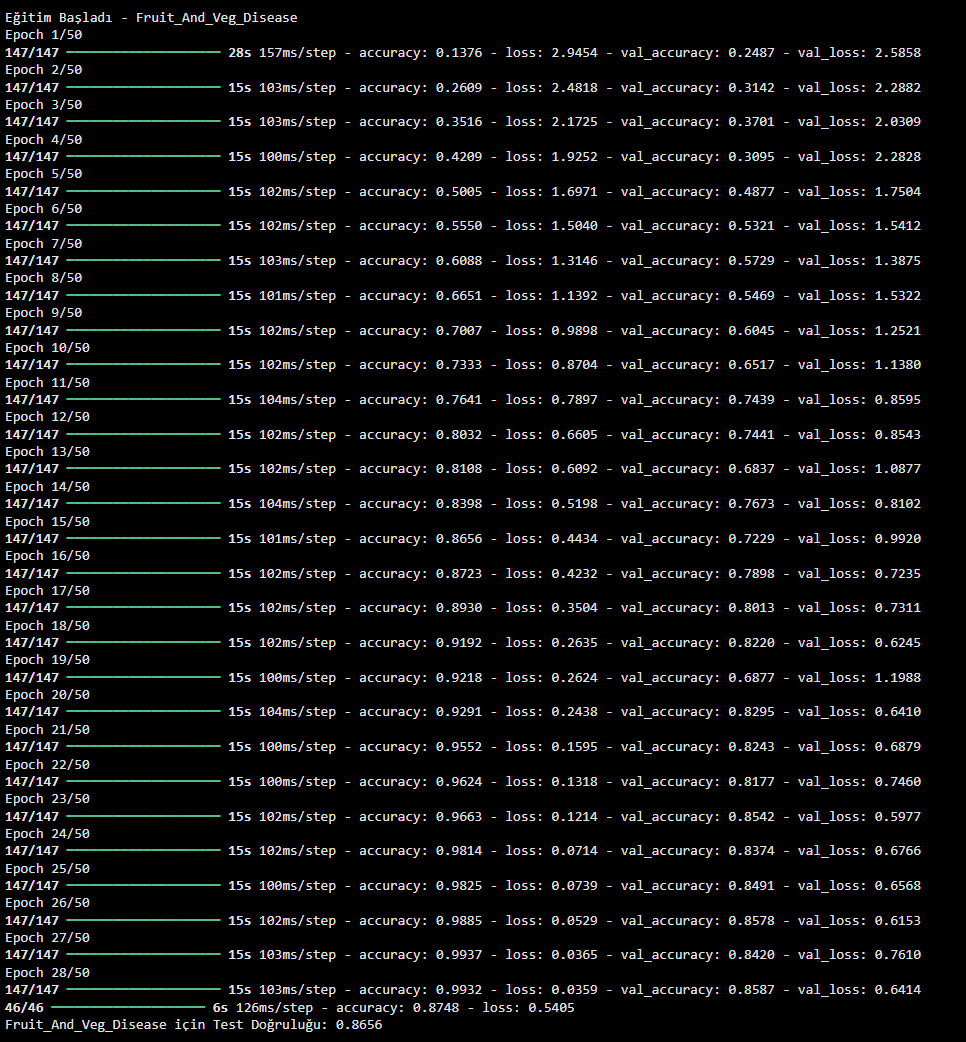 Eğitim Başladı - Fruit_And_Veg_Disease
Epoch 1/50
147/147 ━━━━━━━━━━━━━━━━━━━━ 28s 157ms/step - accuracy: 0.1376 - loss: 2.9454 - val_accuracy: 0.2487 - val_loss: 2.5858
Epoch 2/50
147/147 ━━━━━━━━━━━━━━━━━━━━ 15s 103ms/step - accuracy: 0.2609 - loss: 2.4818 - val_accuracy: 0.3142 - val_loss: 2.2882
Epoch 3/50
147/147 ━━━━━━━━━━━━━━━━━━━━ 15s 103ms/step - accuracy: 0.3516 - loss: 2.1725 - val_accuracy: 0.3701 - val_loss: 2.0309
Epoch 4/50
147/147 ━━━━━━━━━━━━━━━━━━━━ 15s 100ms/step - accuracy: 0.4209 - loss: 1.9252 - val_accuracy: 0.3095 - val_loss: 2.2828
Epoch 5/50
147/147 ━━━━━━━━━━━━━━━━━━━━ 15s 102ms/step - accuracy: 0.5005 - loss: 1.6971 - val_accuracy: 0.4877 - val_loss: 1.7504
Epoch 6/50
147/147 ━━━━━━━━━━━━━━━━━━━━ 15s 102ms/step - accuracy: 0.5550 - loss: 1.5040 - val_accuracy: 0.5321 - val_loss: 1.5412
Epoch 7/50
147/147 ━━━━━━━━━━━━━━━━━━━━ 15s 103ms/step - accuracy: 0.6088 - loss: 1.3146 - val_accuracy: 0.5729 - val_loss: 1.3875
Epoch 8/50
147/147 ━━━━━━━━━━━━━━━━━━━━ 15s 101ms/step - accuracy: 0.6651 - loss: 1.1392 - val_accuracy: 0.5469 - val_loss: 1.5322
Epoch 9/50
147/147 ━━━━━━━━━━━━━━━━━━━━ 15s 102ms/step - accuracy: 0.7007 - loss: 0.9898 - val_accuracy: 0.6045 - val_loss: 1.2521
Epoch 10/50
147/147 ━━━━━━━━━━━━━━━━━━━━ 15s 102ms/step - accuracy: 0.7333 - loss: 0.8704 - val_accuracy: 0.6517 - val_loss: 1.1380
Epoch 11/50
147/147 ━━━━━━━━━━━━━━━━━━━━ 15s 104ms/step - accuracy: 0.7641 - loss: 0.7897 - val_accuracy: 0.7439 - val_loss: 0.8595
Epoch 12/50
147/147 ━━━━━━━━━━━━━━━━━━━━ 15s 102ms/step - accuracy: 0.8032 - loss: 0.6605 - val_accuracy: 0.7441 - val_loss: 0.8543
Epoch 13/50
147/147 ━━━━━━━━━━━━━━━━━━━━ 15s 102ms/step - accuracy: 0.8108 - loss: 0.6092 - val_accuracy: 0.6837 - val_loss: 1.0877
Epoch 14/50
147/147 ━━━━━━━━━━━━━━━━━━━━ 15s 104ms/step - accuracy: 0.8398 - loss: 0.5198 - val_accuracy: 0.7673 - val_loss: 0.8102
Epoch 15/50
147/147 ━━━━━━━━━━━━━━━━━━━━ 15s 101ms/step - accuracy: 0.8656 - loss: 0.4434 - val_accuracy: 0.7229 - val_loss: 0.9920
Epoch 16/50
147/147 ━━━━━━━━━━━━━━━━━━━━ 15s 102ms/step - accuracy: 0.8723 - loss: 0.4232 - val_accuracy: 0.7898 - val_loss: 0.7235
Epoch 17/50
147/147 ━━━━━━━━━━━━━━━━━━━━ 15s 102ms/step - accuracy: 0.8930 - loss: 0.3504 - val_accuracy: 0.8013 - val_loss: 0.7311
Epoch 18/50
147/147 ━━━━━━━━━━━━━━━━━━━━ 15s 102ms/step - accuracy: 0.9192 - loss: 0.2635 - val_accuracy: 0.8220 - val_loss: 0.6245
Epoch 19/50
147/147 ━━━━━━━━━━━━━━━━━━━━ 15s 100ms/step - accuracy: 0.9218 - loss: 0.2624 - val_accuracy: 0.6877 - val_loss: 1.1988
Epoch 20/50
147/147 ━━━━━━━━━━━━━━━━━━━━ 15s 104ms/step - accuracy: 0.9291 - loss: 0.2438 - val_accuracy: 0.8295 - val_loss: 0.6410
Epoch 21/50
147/147 ━━━━━━━━━━━━━━━━━━━━ 15s 100ms/step - accuracy: 0.9552 - loss: 0.1595 - val_accuracy: 0.8243 - val_loss: 0.6879
Epoch 22/50
147/147 ━━━━━━━━━━━━━━━━━━━━ 15s 100ms/step - accuracy: 0.9624 - loss: 0.1318 - val_accuracy: 0.8177 - val_loss: 0.7460
Epoch 23/50
147/147 ━━━━━━━━━━━━━━━━━━━━ 15s 102ms/step - accuracy: 0.9663 - loss: 0.1214 - val_accuracy: 0.8542 - val_loss: 0.5977
Epoch 24/50
147/147 ━━━━━━━━━━━━━━━━━━━━ 15s 102ms/step - accuracy: 0.9814 - loss: 0.0714 - val_accuracy: 0.8374 - val_loss: 0.6766
Epoch 25/50
147/147 ━━━━━━━━━━━━━━━━━━━━ 15s 100ms/step - accuracy: 0.9825 - loss: 0.0739 - val_accuracy: 0.8491 - val_loss: 0.6568
Epoch 26/50
147/147 ━━━━━━━━━━━━━━━━━━━━ 15s 102ms/step - accuracy: 0.9885 - loss: 0.0529 - val_accuracy: 0.8578 - val_loss: 0.6153
Epoch 27/50
147/147 ━━━━━━━━━━━━━━━━━━━━ 15s 103ms/step - accuracy: 0.9937 - loss: 0.0365 - val_accuracy: 0.8420 - val_loss: 0.7610
Epoch 28/50
147/147 ━━━━━━━━━━━━━━━━━━━━ 15s 103ms/step - accuracy: 0.9932 - loss: 0.0359 - val_accuracy: 0.8587 - val_loss: 0.6414
46/46 ━━━━━━━━━━━━━━━━━━━━ 6s 126ms/step - accuracy: 0.8748 - loss: 0.5405
Fruit_And_Veg_Disease için Test Doğruluğu: 0.8656